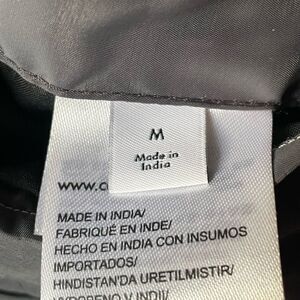 M
Made in
India
www.c
MADE IN INDIA/
FABRIQUÉ EN INDE/
HECHO EN INDIA CON INSUMOS
IMPORTADOS/
HINDISTAN'DA URETILMISTIR/